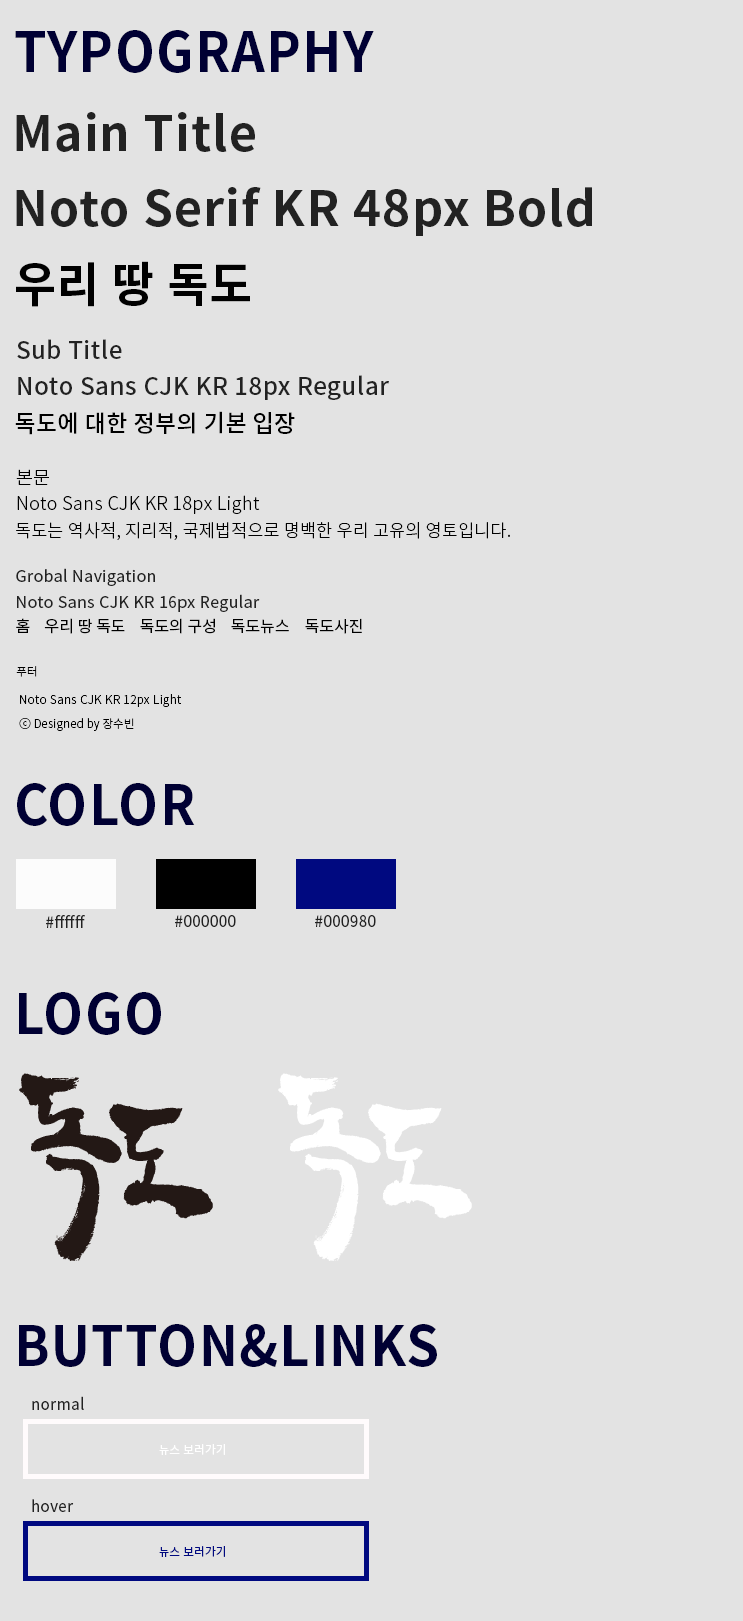 TYPOGRAPHY
Main Title
Noto Serif KR 48px Bold
우리 땅 독도
Sub Title
Noto Sans CJK KR 18px Regular
독도에 대한 정부의 기본 입장
본문
Noto Sans CJK KR 18px Light
독도는 역사적, 지리적, 국제법적으로 명백한 우리 고유의 영토입니다.
Grobal Navigation
Noto Sans CJK KR 16px Regular
홈 우리 땅 독도 독도의 구성 독도뉴스 독도사진
푸터
Noto Sans CJK KR 12px Light
ⓒ Designed by 장수빈
COLOR
#ffffff #000000 #000980
LOGO
독도 독도
BUTTON&LINKS
normal
뉴스 보러가기
hover
뉴스 보러가기